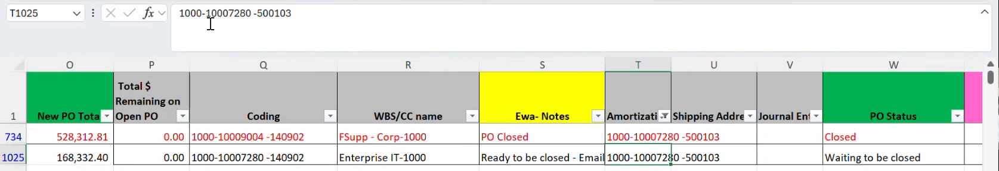 T1025
fx
1000-10007280 -500103
O P Q R S T U V W
1 New PO Tota Total $ Remaining on Open PO Coding WBS/CC name Ewa- Notes Amortizati Shipping Addre Journal Ent PO Status
734 528,312.81 0.00 1000-10009004 -140902 FSupp - Corp-1000 PO Closed 1000-10007280 -500103 Closed
1025 168,332.40 0.00 1000-10007280 -140902 Enterprise IT-1000 Ready to be closed - Email 1000-10007280 -500103 Waiting to be closed